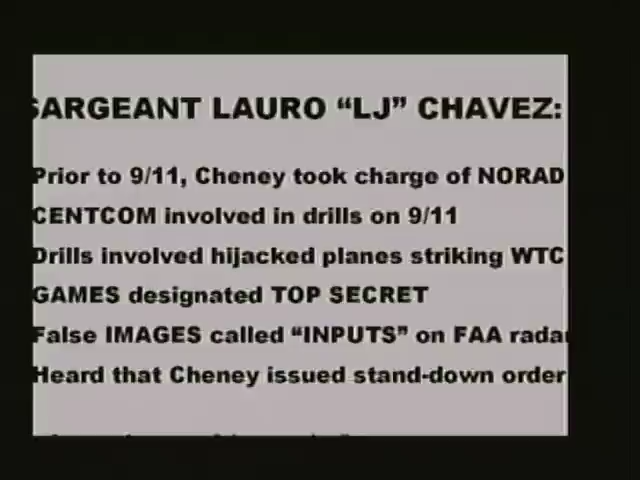 SARGEANT LAURO “LJ” CHAVEZ:
Prior to 9/11, Cheney took charge of NORAD
CENTCOM involved in drills on 9/11
Drills involved hijacked planes striking WTC
GAMES designated TOP SECRET
False IMAGES called “INPUTS” on FAA radar
Heard that Cheney issued stand-down order